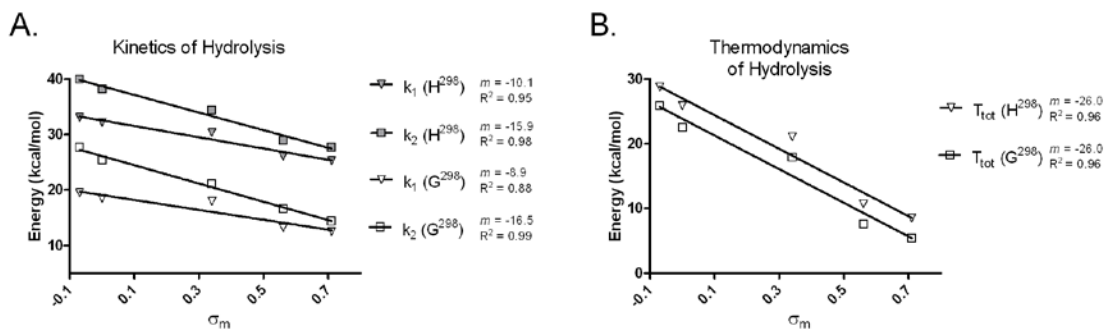 A.
Kinetics of Hydrolysis
Energy (kcal/mol)
40
30
20
10
-0.1
0.1
0.3
0.5
0.7
σm
k1 (H298) m = -10.1
R2 = 0.95
k2 (H298) m = -15.9
R2 = 0.98
k1 (G298) m = -8.9
R2 = 0.88
k2 (G298) m = -16.5
R2 = 0.99
B.
Thermodynamics
of Hydrolysis
Energy (kcal/mol)
30
20
10
0
-0.1
0.1
0.3
0.5
0.7
σm
Ttot (H298) m = -26.0
R2 = 0.96
Ttot (G298) m = -26.0
R2 = 0.96